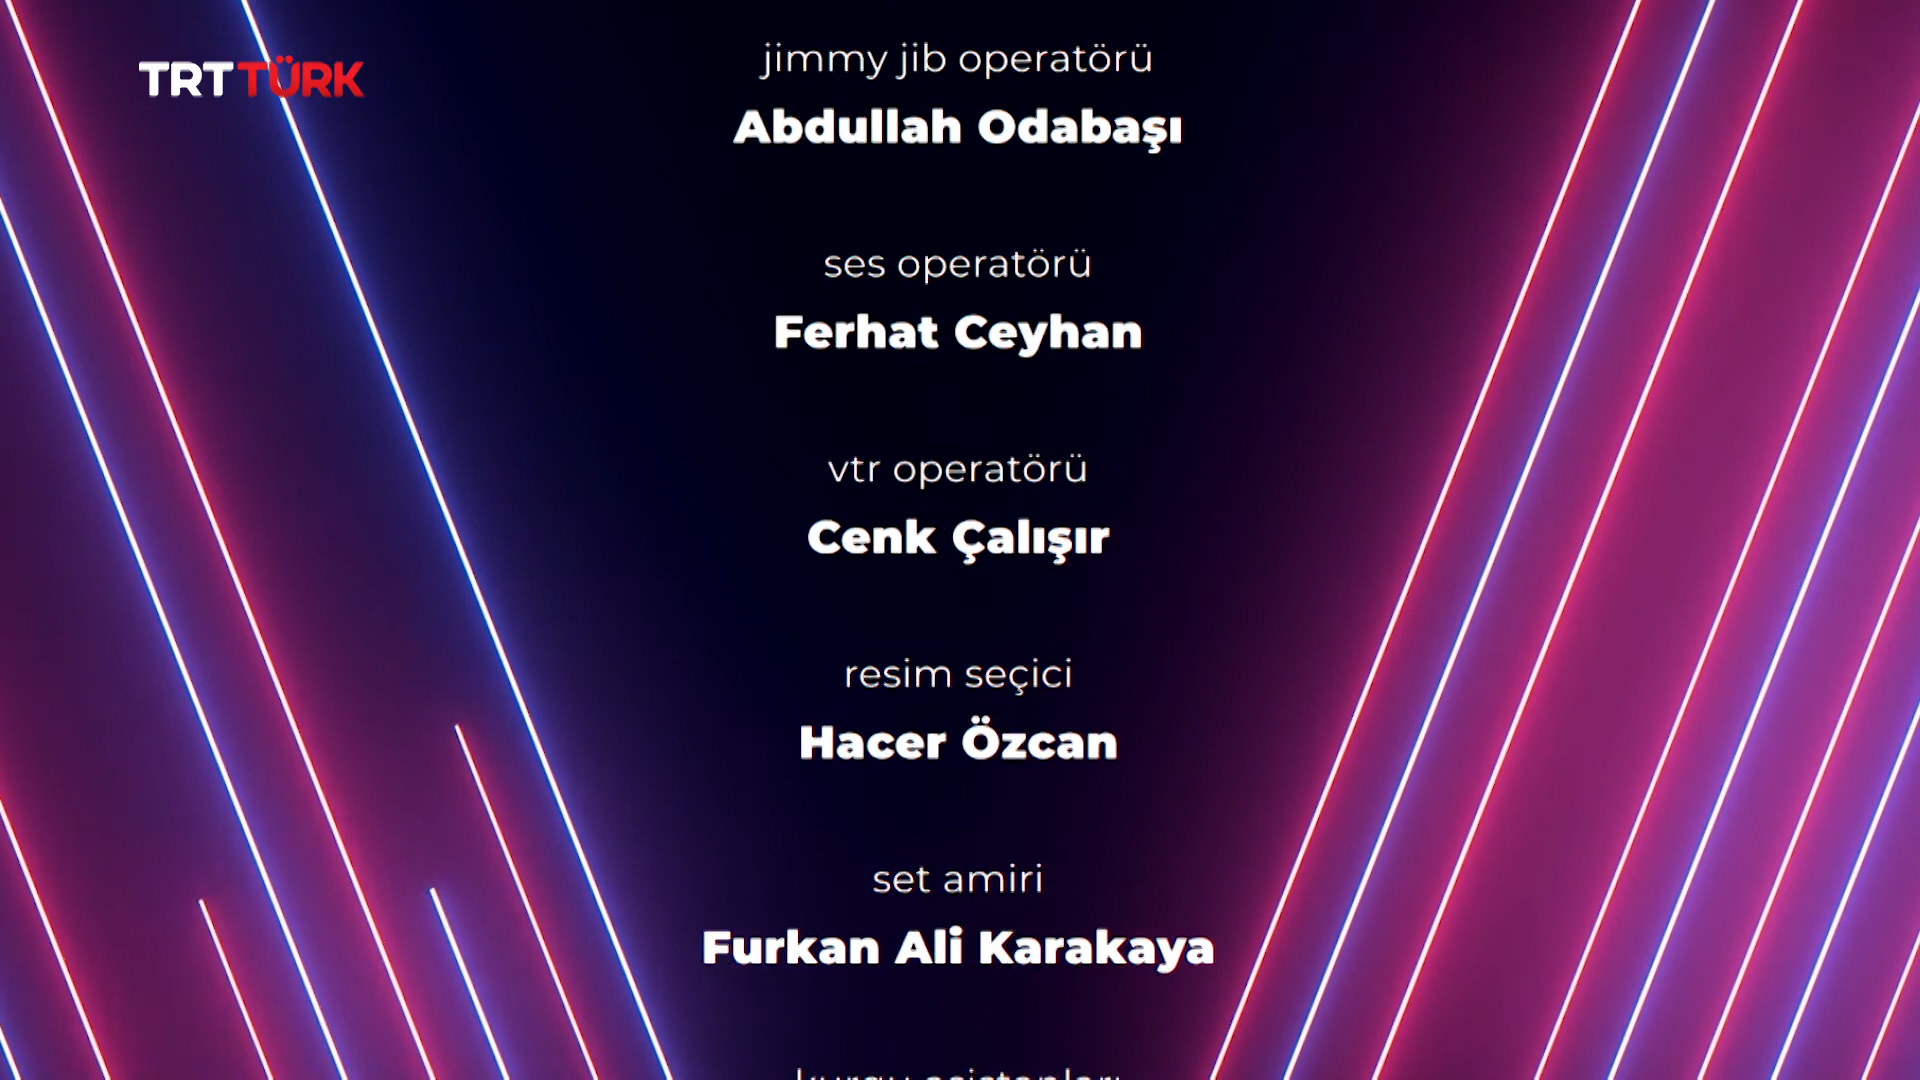 TRT TÜRK
jimmy jib operatörü
Abdullah Odabaşı
ses operatörü
Ferhat Ceyhan
vtr operatörü
Cenk Çalışır
resim seçici
Hacer Özcan
set amiri
Furkan Ali Karakaya